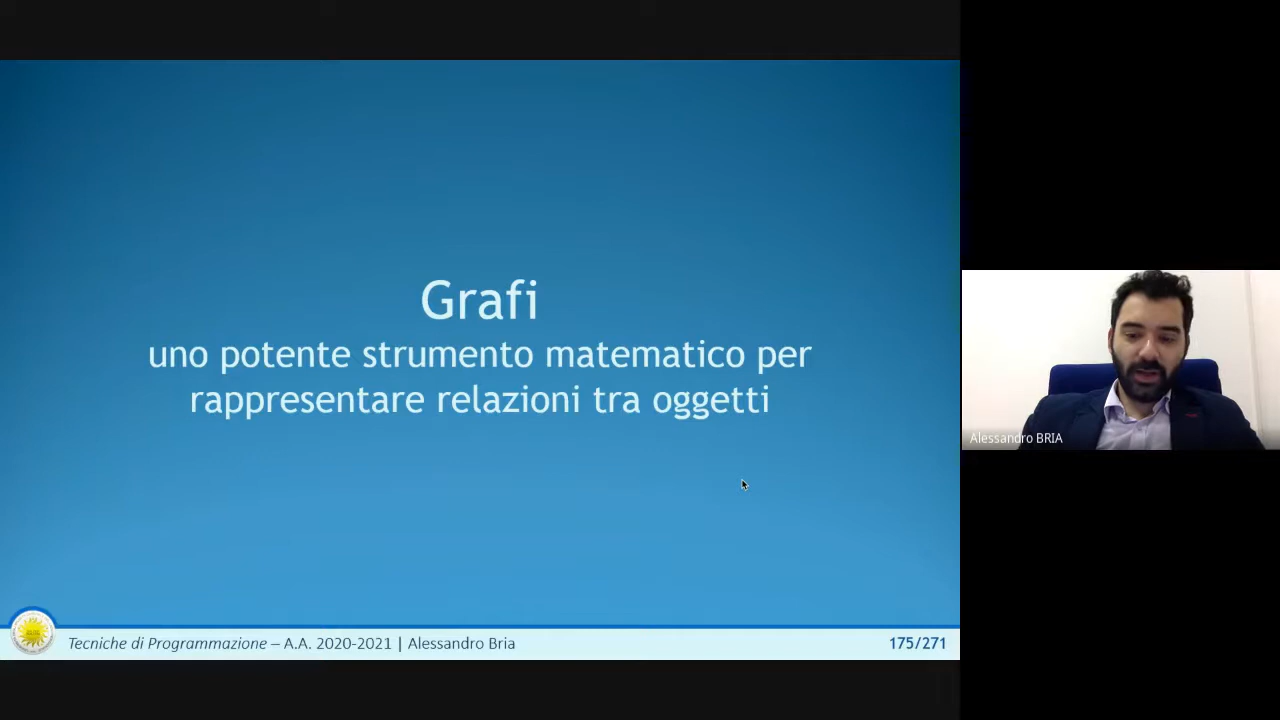 Grafi
uno potente strumento matematico per
rappresentare relazioni tra oggetti
Alessandro BRIA
Tecniche di Programmazione – A.A. 2020-2021 | Alessandro Bria
175/271